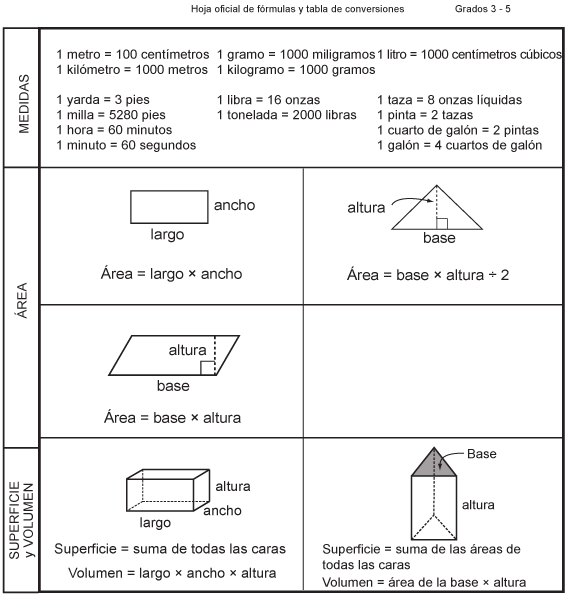 Hoja oficial de fórmulas y tabla de conversiones Grados 3 - 5
MEDIDAS
1 metro = 100 centímetros 1 gramo = 1000 miligramos 1 litro = 1000 centímetros cúbicos
1 kilómetro = 1000 metros 1 kilogramo = 1000 gramos
1 yarda = 3 pies 1 libra = 16 onzas 1 taza = 8 onzas líquidas
1 milla = 5280 pies 1 tonelada = 2000 libras 1 pinta = 2 tazas
1 hora = 60 minutos 1 cuarto de galón = 2 pintas
1 minuto = 60 segundos 1 galón = 4 cuartos de galón
ÁREA
ancho
largo
Área = largo × ancho
altura
base
Área = base × altura ÷ 2
altura
base
Área = base × altura
SUPERFICIE
y VOLUMEN
altura
ancho
largo
Superficie = suma de todas las caras
Volumen = largo × ancho × altura
Base
altura
Superficie = suma de las áreas de
todas las caras
Volumen = área de la base × altura